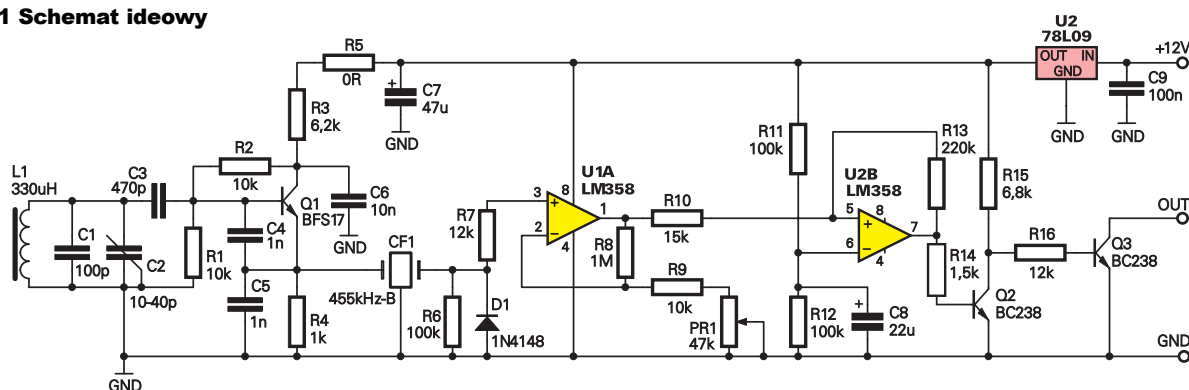 1 Schemat ideowy
U2
78L09
OUT IN
GND
+12V
C9
100n
GND
GND
R5
0R
R3
6,2k
C7
47u
GND
R2
10k
L1
330uH
C3
470p
Q1
BFS17
C6
10n
GND
C1
100p
C2
10-40p
R1
10k
C4
1n
C5
1n
R4
1k
CF1
455kHz-B
R7
12k
R6
100k
D1
1N4148
U1A
LM358
3
8
1
2
4
+
–
R10
15k
R8
1M
R9
10k
PR1
47k
R11
100k
R12
100k
+
C8
22u
U2B
LM358
5
8
7
6
4
+
–
R13
220k
R14
1,5k
R15
6,8k
Q2
BC238
R16
12k
Q3
BC238
OUT
GND
GND
+